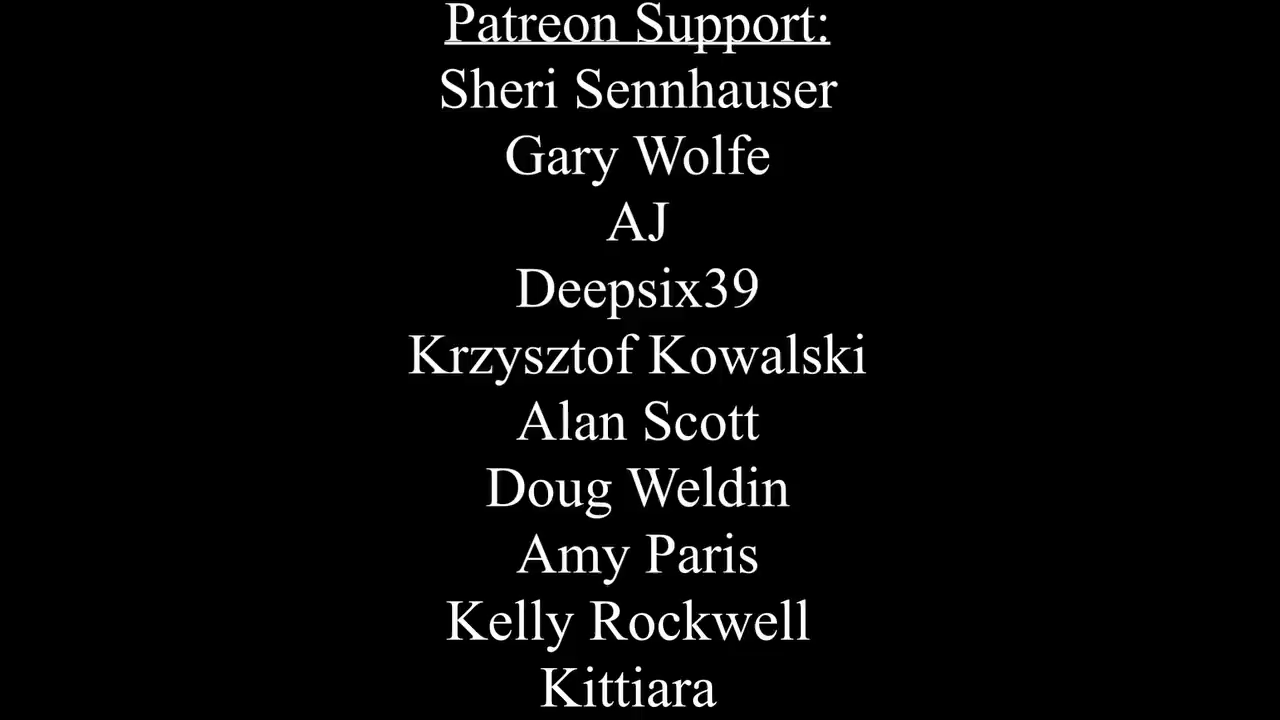 Patreon Support:
Sheri Sennhauser
Gary Wolfe
AJ
Deepsix39
Krzysztof Kowalski
Alan Scott
Doug Weldin
Amy Paris
Kelly Rockwell
Kittiara